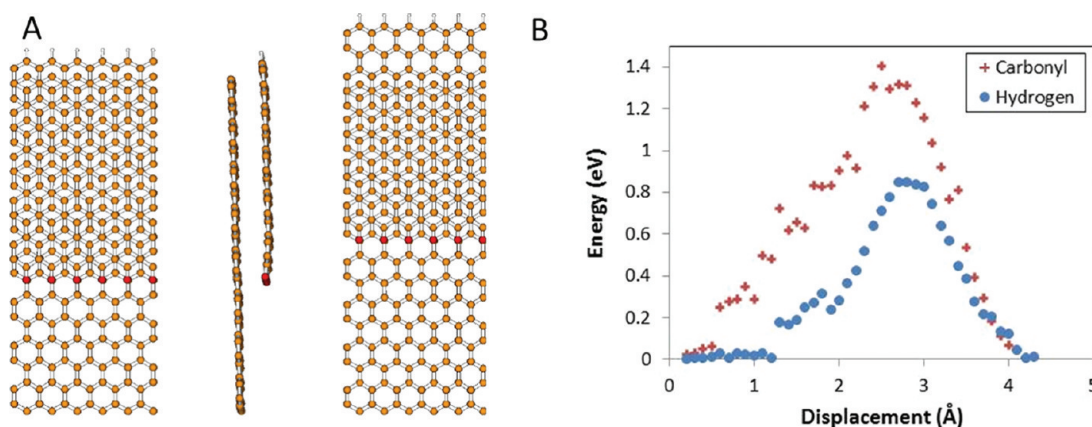 A
B
Energy (eV)
1.4
1.2
1
0.8
0.6
0.4
0.2
0
0 1 2 3 4 5
Displacement (Å)
Carbonyl
Hydrogen